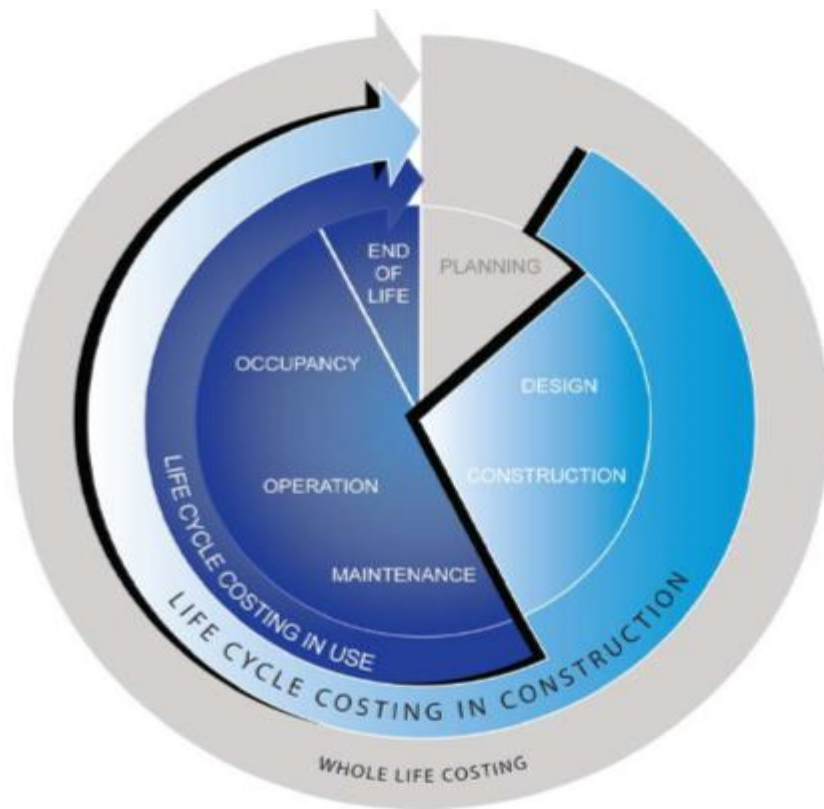 END
OF
LIFE
PLANNING
OCCUPANCY
DESIGN
OPERATION
CONSTRUCTION
MAINTENANCE
LIFE CYCLE COSTING IN USE
LIFE CYCLE COSTING IN CONSTRUCTION
WHOLE LIFE COSTING